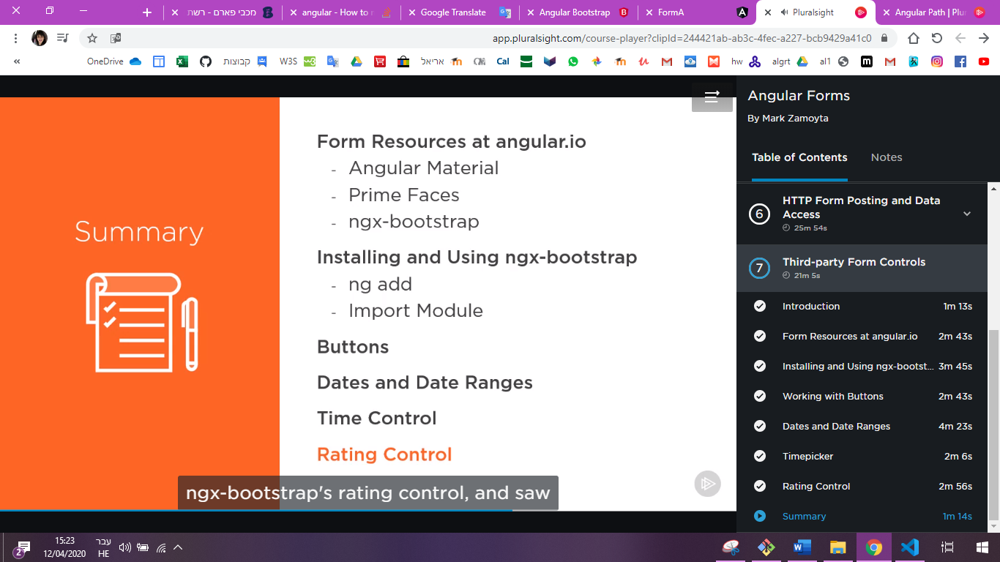 מכבי פארם - רשת
angular - How to r
Google Translate
Angular Bootstrap
FormA
Pluralsight
Angular Path | Plu
app.pluralsight.com/course-player?clipId=244421ab-ab3c-4fec-a227-bcb9429a41c0
«
OneDrive
קבוצות
W3S
אריאל
Cal
hw
algrt
al1
Form Resources at angular.io
- Angular Material
- Prime Faces
- ngx-bootstrap
Installing and Using ngx-bootstrap
- ng add
- Import Module
Buttons
Dates and Date Ranges
Time Control
Rating Control
Summary
ngx-bootstrap's rating control, and saw
Angular Forms
By Mark Zamoyta
Table of Contents
Notes
6
HTTP Form Posting and Data
Access
25m 54s
7
Third-party Form Controls
21m 5s
Introduction 1m 13s
Form Resources at angular.io 2m 43s
Installing and Using ngx-bootst... 3m 45s
Working with Buttons 2m 43s
Dates and Date Ranges 4m 23s
Timepicker 2m 6s
Rating Control 2m 56s
Summary 1m 14s
2
15:23
12/04/2020
עבר
HE